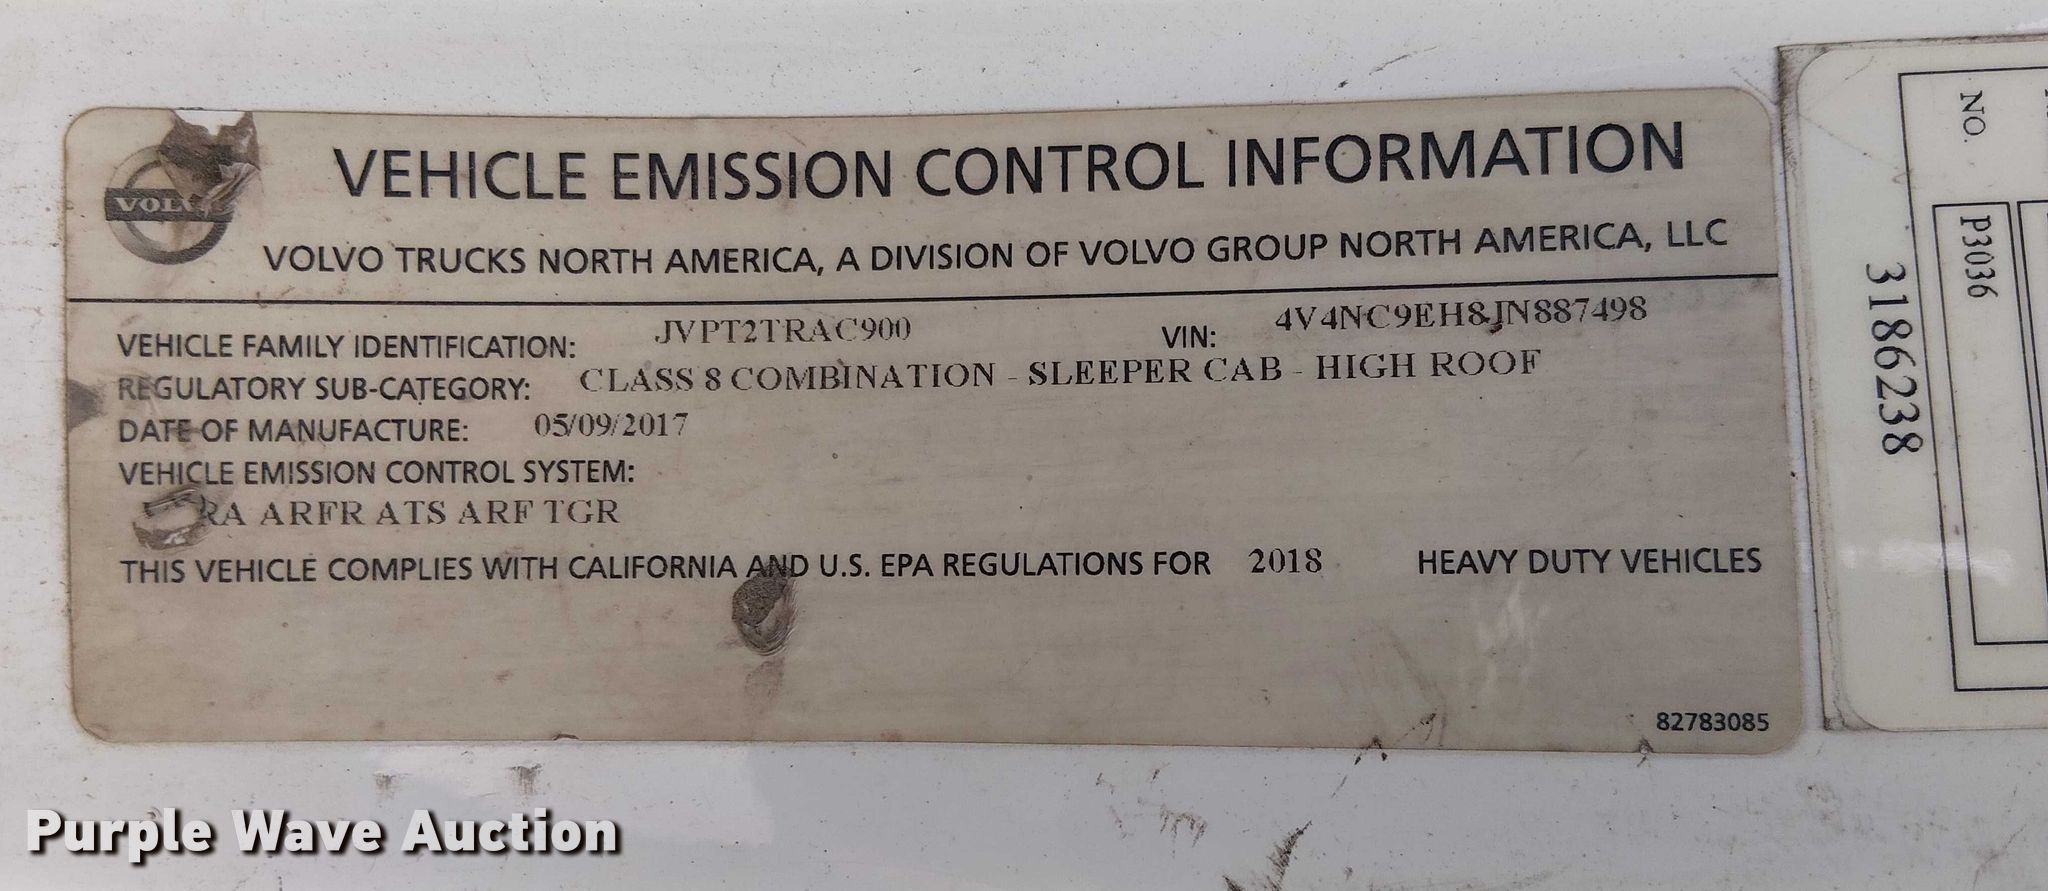 VEHICLE EMISSION CONTROL INFORMATION
VOLVO TRUCKS NORTH AMERICA, A DIVISION OF VOLVO GROUP NORTH AMERICA, LLC
VEHICLE FAMILY IDENTIFICATION: JVPT2TRAC900 VIN: 4V4NC9EH8JN887498
REGULATORY SUB-CATEGORY: CLASS 8 COMBINATION - SLEEPER CAB - HIGH ROOF
DATE OF MANUFACTURE: 05/09/2017
VEHICLE EMISSION CONTROL SYSTEM:
ARFR ATS ARF TGR
THIS VEHICLE COMPLIES WITH CALIFORNIA AND U.S. EPA REGULATIONS FOR 2018 HEAVY DUTY VEHICLES
82783085
NO.
P3036
3186238
Purple Wave Auction